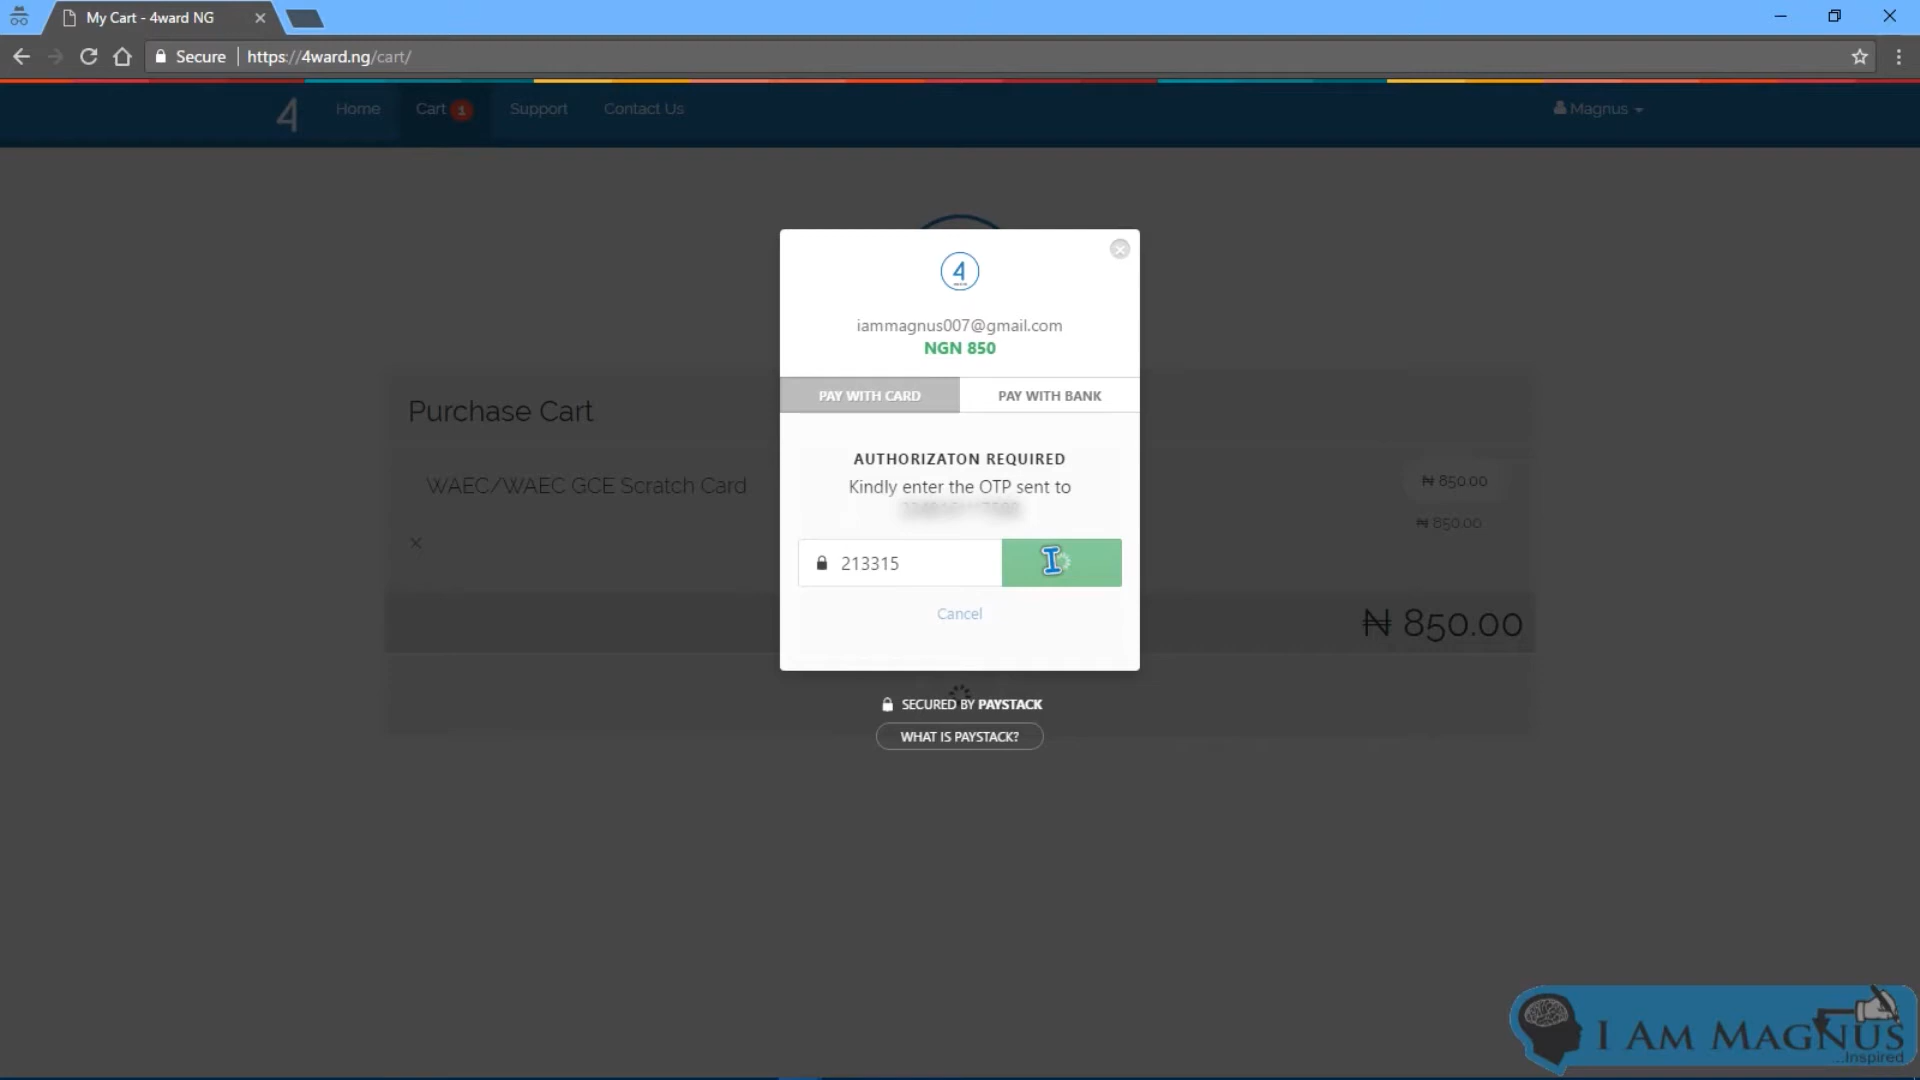 My Cart - 4ward NG
Secure https://4ward.ng/cart/
4 Home Cart 1 Support Contact Us Magnus
4
iammagnus007@gmail.com
NGN 850
PAY WITH CARD PAY WITH BANK
Purchase Cart
AUTHORIZATON REQUIRED
Kindly enter the OTP sent to
WAEC/WAEC GCE Scratch Card
₦ 850.00
₦ 850.00
213315
Cancel
₦ 850.00
SECURED BY PAYSTACK
WHAT IS PAYSTACK?
I AM MAGNUS
...Inspired